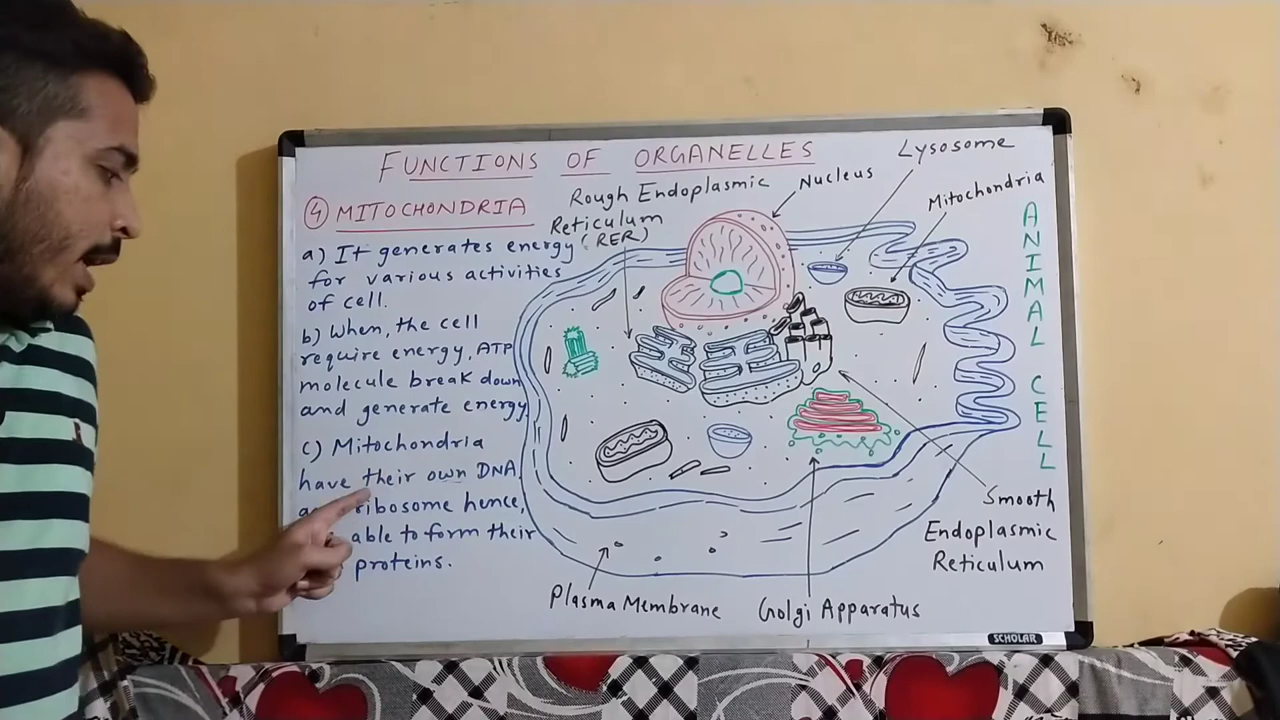 FUNCTIONS OF ORGANELLES
④ MITOCHONDRIA
a) It generates energy
for various activities
of cell.
b) When, the cell
require energy, ATP
molecule break down
and generate energy.
c) Mitochondria
have their own DNA
ribosome hence,
able to form their
proteins.
Rough Endoplasmic
Reticulum
(RER)
Nucleus
Lysosome
Mitochondria
ANIMAL CELL
Smooth
Endoplasmic
Reticulum
Plasma Membrane
Golgi Apparatus
SCHOLAR